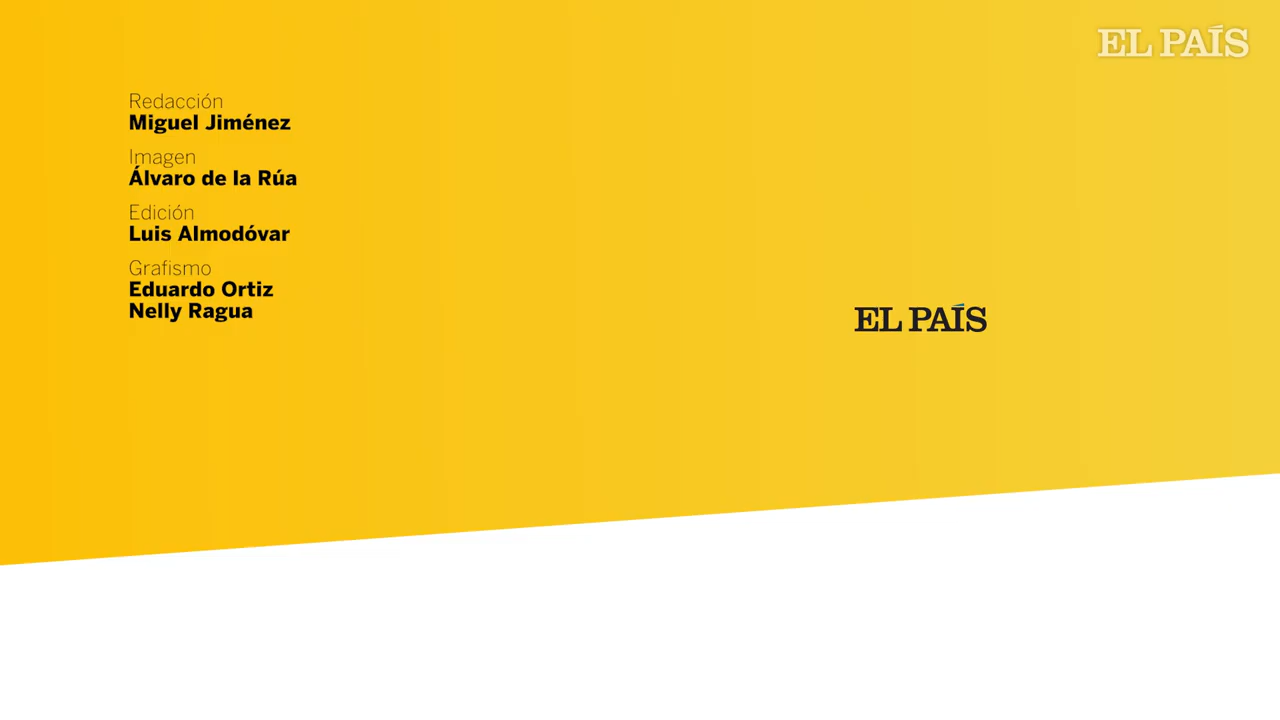 EL PAÍS
Redacción
Miguel Jiménez
Imagen
Álvaro de la Rúa
Edición
Luis Almodóvar
Grafismo
Eduardo Ortiz
Nelly Ragua
EL PAÍS